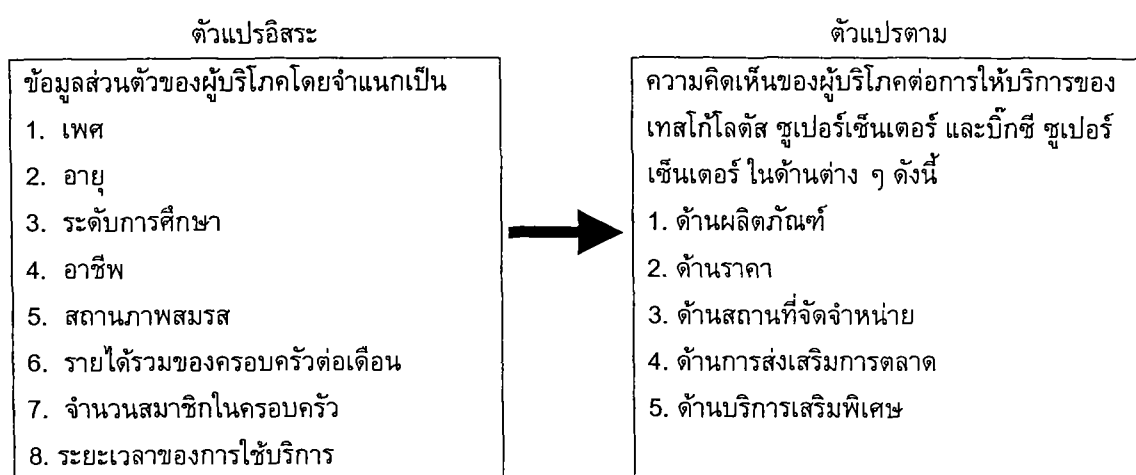 ตัวแปรอิสระ
ข้อมูลส่วนตัวของผู้บริโภคโดยจำแนกเป็น
1. เพศ
2. อายุ
3. ระดับการศึกษา
4. อาชีพ
5. สถานภาพสมรส
6. รายได้รวมของครอบครัวต่อเดือน
7. จำนวนสมาชิกในครอบครัว
8. ระยะเวลาของการใช้บริการ
ตัวแปรตาม
ความคิดเห็นของผู้บริโภคต่อการให้บริการของ
เทสโก้โลตัส ซูเปอร์เซ็นเตอร์ และบิ๊กซี ซูเปอร์
เซ็นเตอร์ ในด้านต่าง ๆ ดังนี้
1. ด้านผลิตภัณฑ์
2. ด้านราคา
3. ด้านสถานที่จัดจำหน่าย
4. ด้านการส่งเสริมการตลาด
5. ด้านบริการเสริมพิเศษ